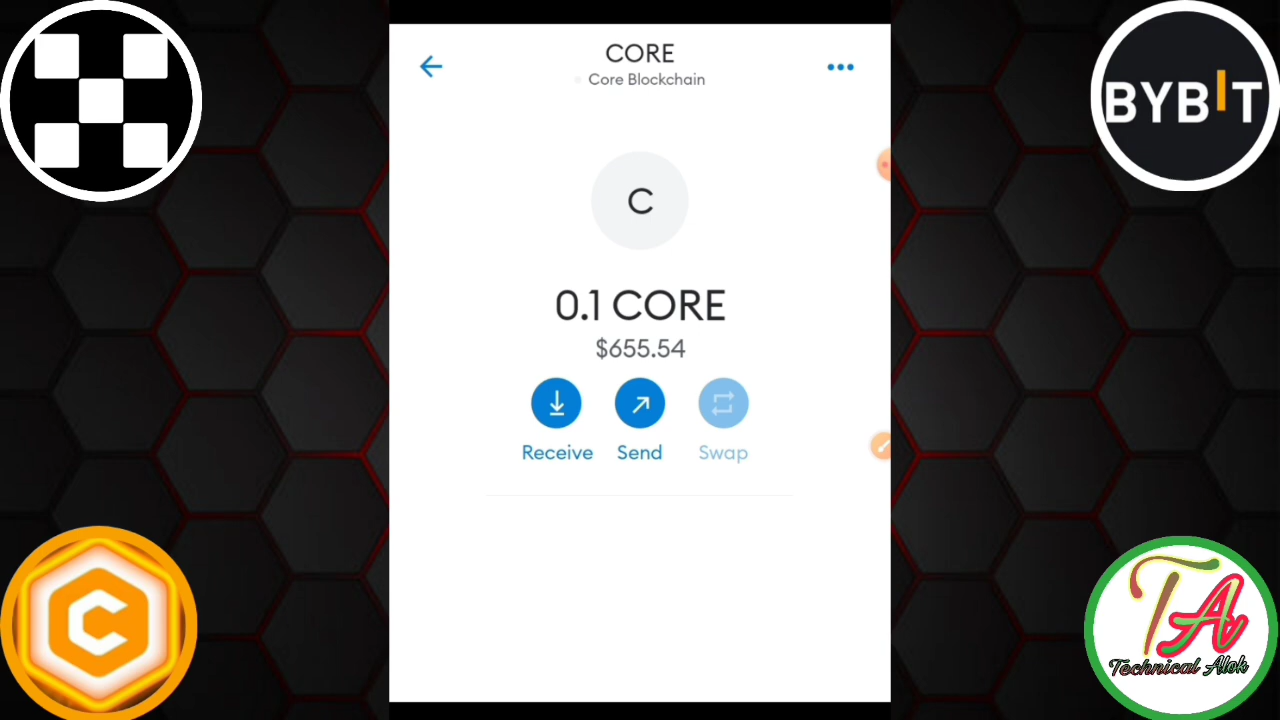 CORE
Core Blockchain
BYBIT
C
0.1 CORE
$655.54
Receive Send Swap
C
TA
Technical Alok